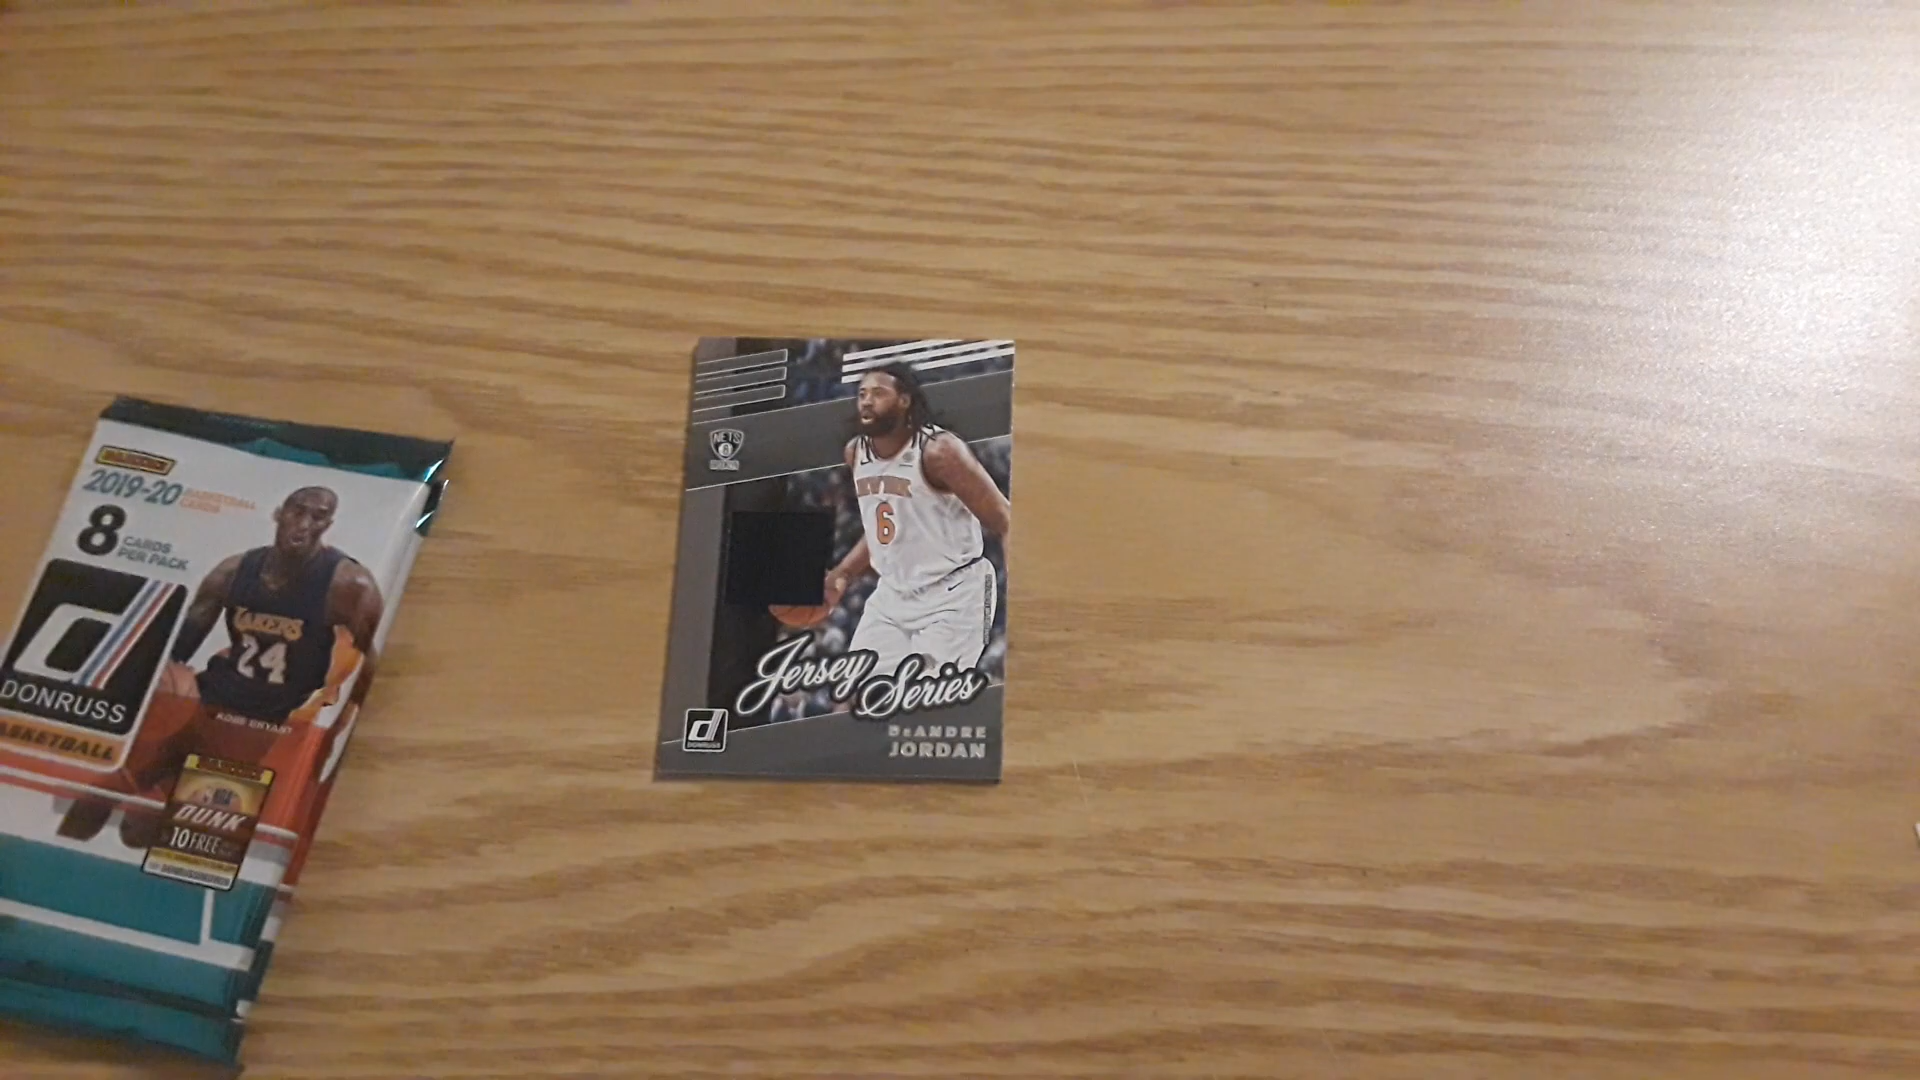 2019-20 BASKETBALL
CARDS
8 CARDS
PER PACK
LAKERS
24
DONRUSS
BASKETBALL
KOBE BRYANT
NBA
DUNK
10 FREE
NETS
B
NEW YORK
6
Jersey
Series
DeANDRE
JORDAN
DONRUSS